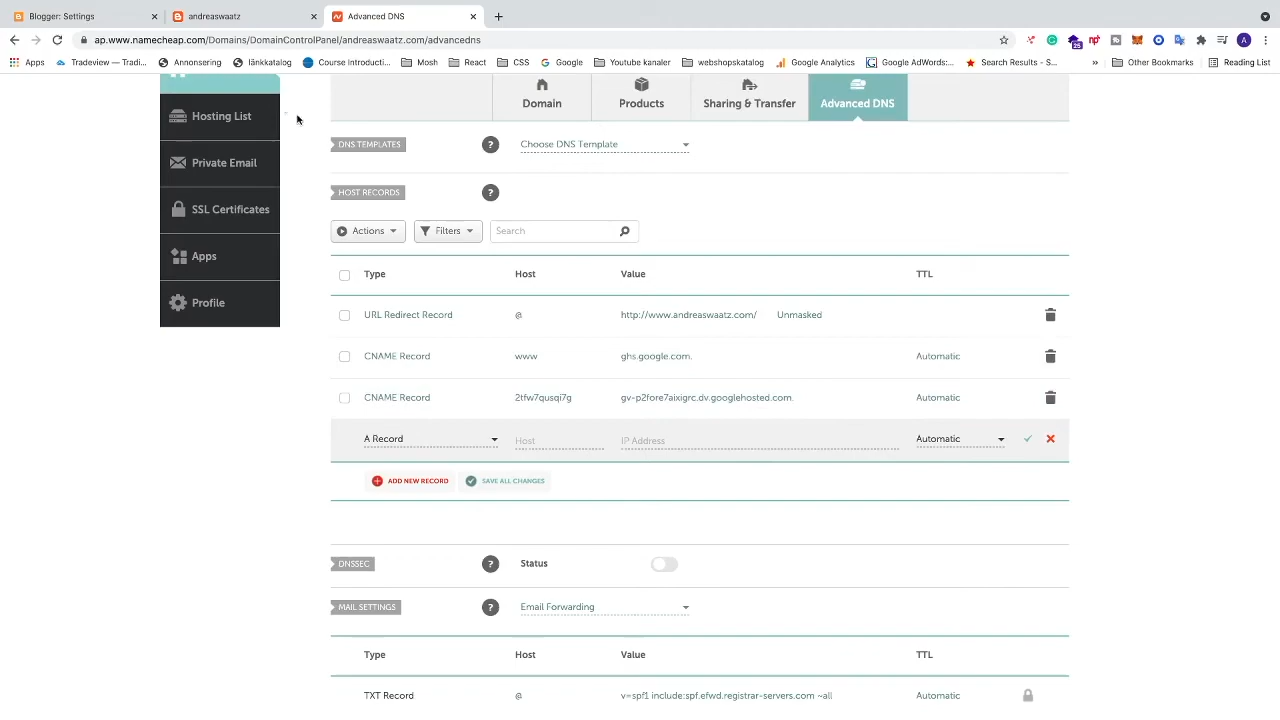 Blogger: Settings
andreaswaatz
Advanced DNS
ap.www.namecheap.com/Domains/DomainControlPanel/andreaswaatz.com/advancedns
25
A
Apps
Tradeview — Tradi...
Annonsering
länkkatalog
Course Introducti...
Mosh
React
CSS
Google
Youtube kanaler
webshopskatalog
Google Analytics
Google AdWords:...
Search Results - S...
»
Other Bookmarks
Reading List
Hosting List
Private Email
SSL Certificates
Apps
Profile
Domain
Products
Sharing & Transfer
Advanced DNS
DNS TEMPLATES
?
Choose DNS Template
HOST RECORDS
?
Actions
Filters
Search
Type Host Value TTL
URL Redirect Record @ http://www.andreaswaatz.com/ Unmasked
CNAME Record www ghs.google.com. Automatic
CNAME Record 2tfw7qusqi7g gv-p2fore7aixigrc.dv.googlehosted.com. Automatic
A Record Host IP Address Automatic
ADD NEW RECORD SAVE ALL CHANGES
DNSSEC ? Status
MAIL SETTINGS ? Email Forwarding
Type Host Value TTL
TXT Record @ v=spf1 include:spf.efwd.registrar-servers.com ~all Automatic